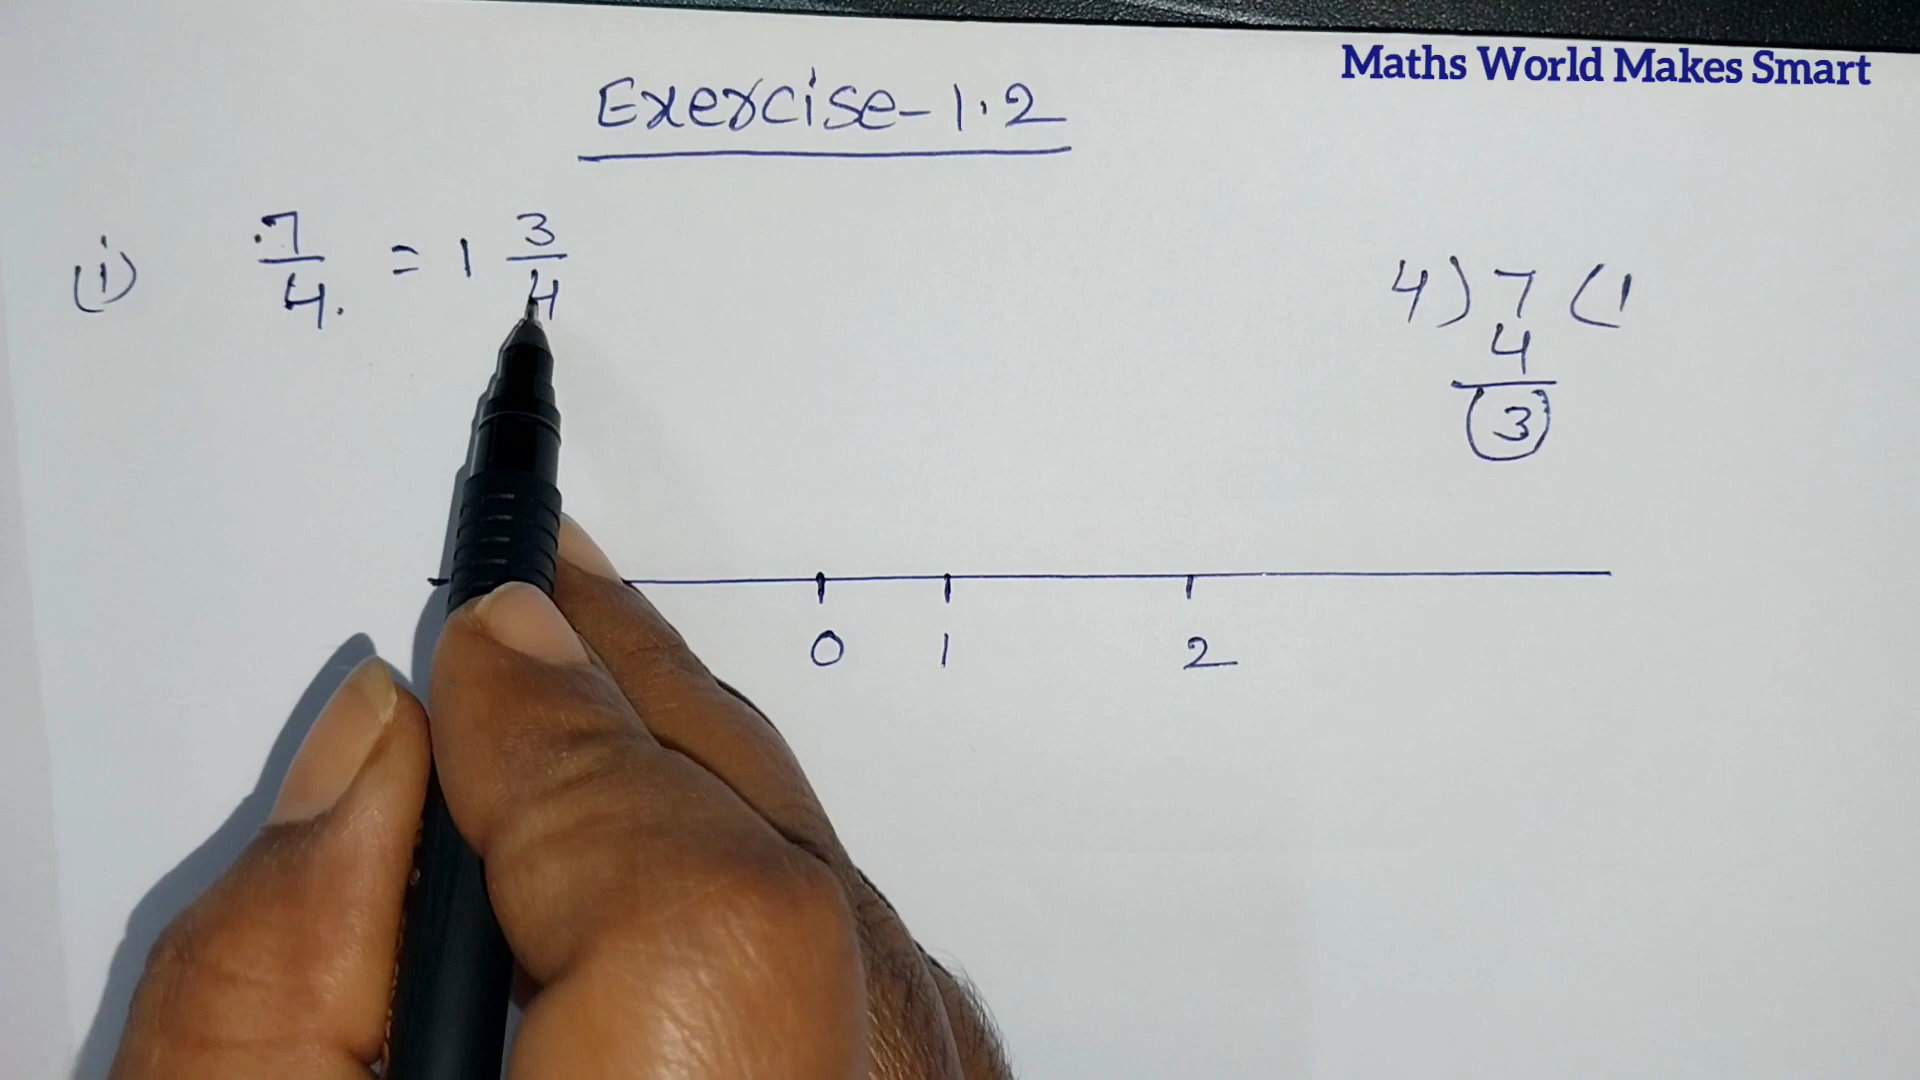 Maths World Makes Smart
Exercise-1.2
(i) 7/4 = 1 3/4
4) 7 (1
4
3
0 1 2